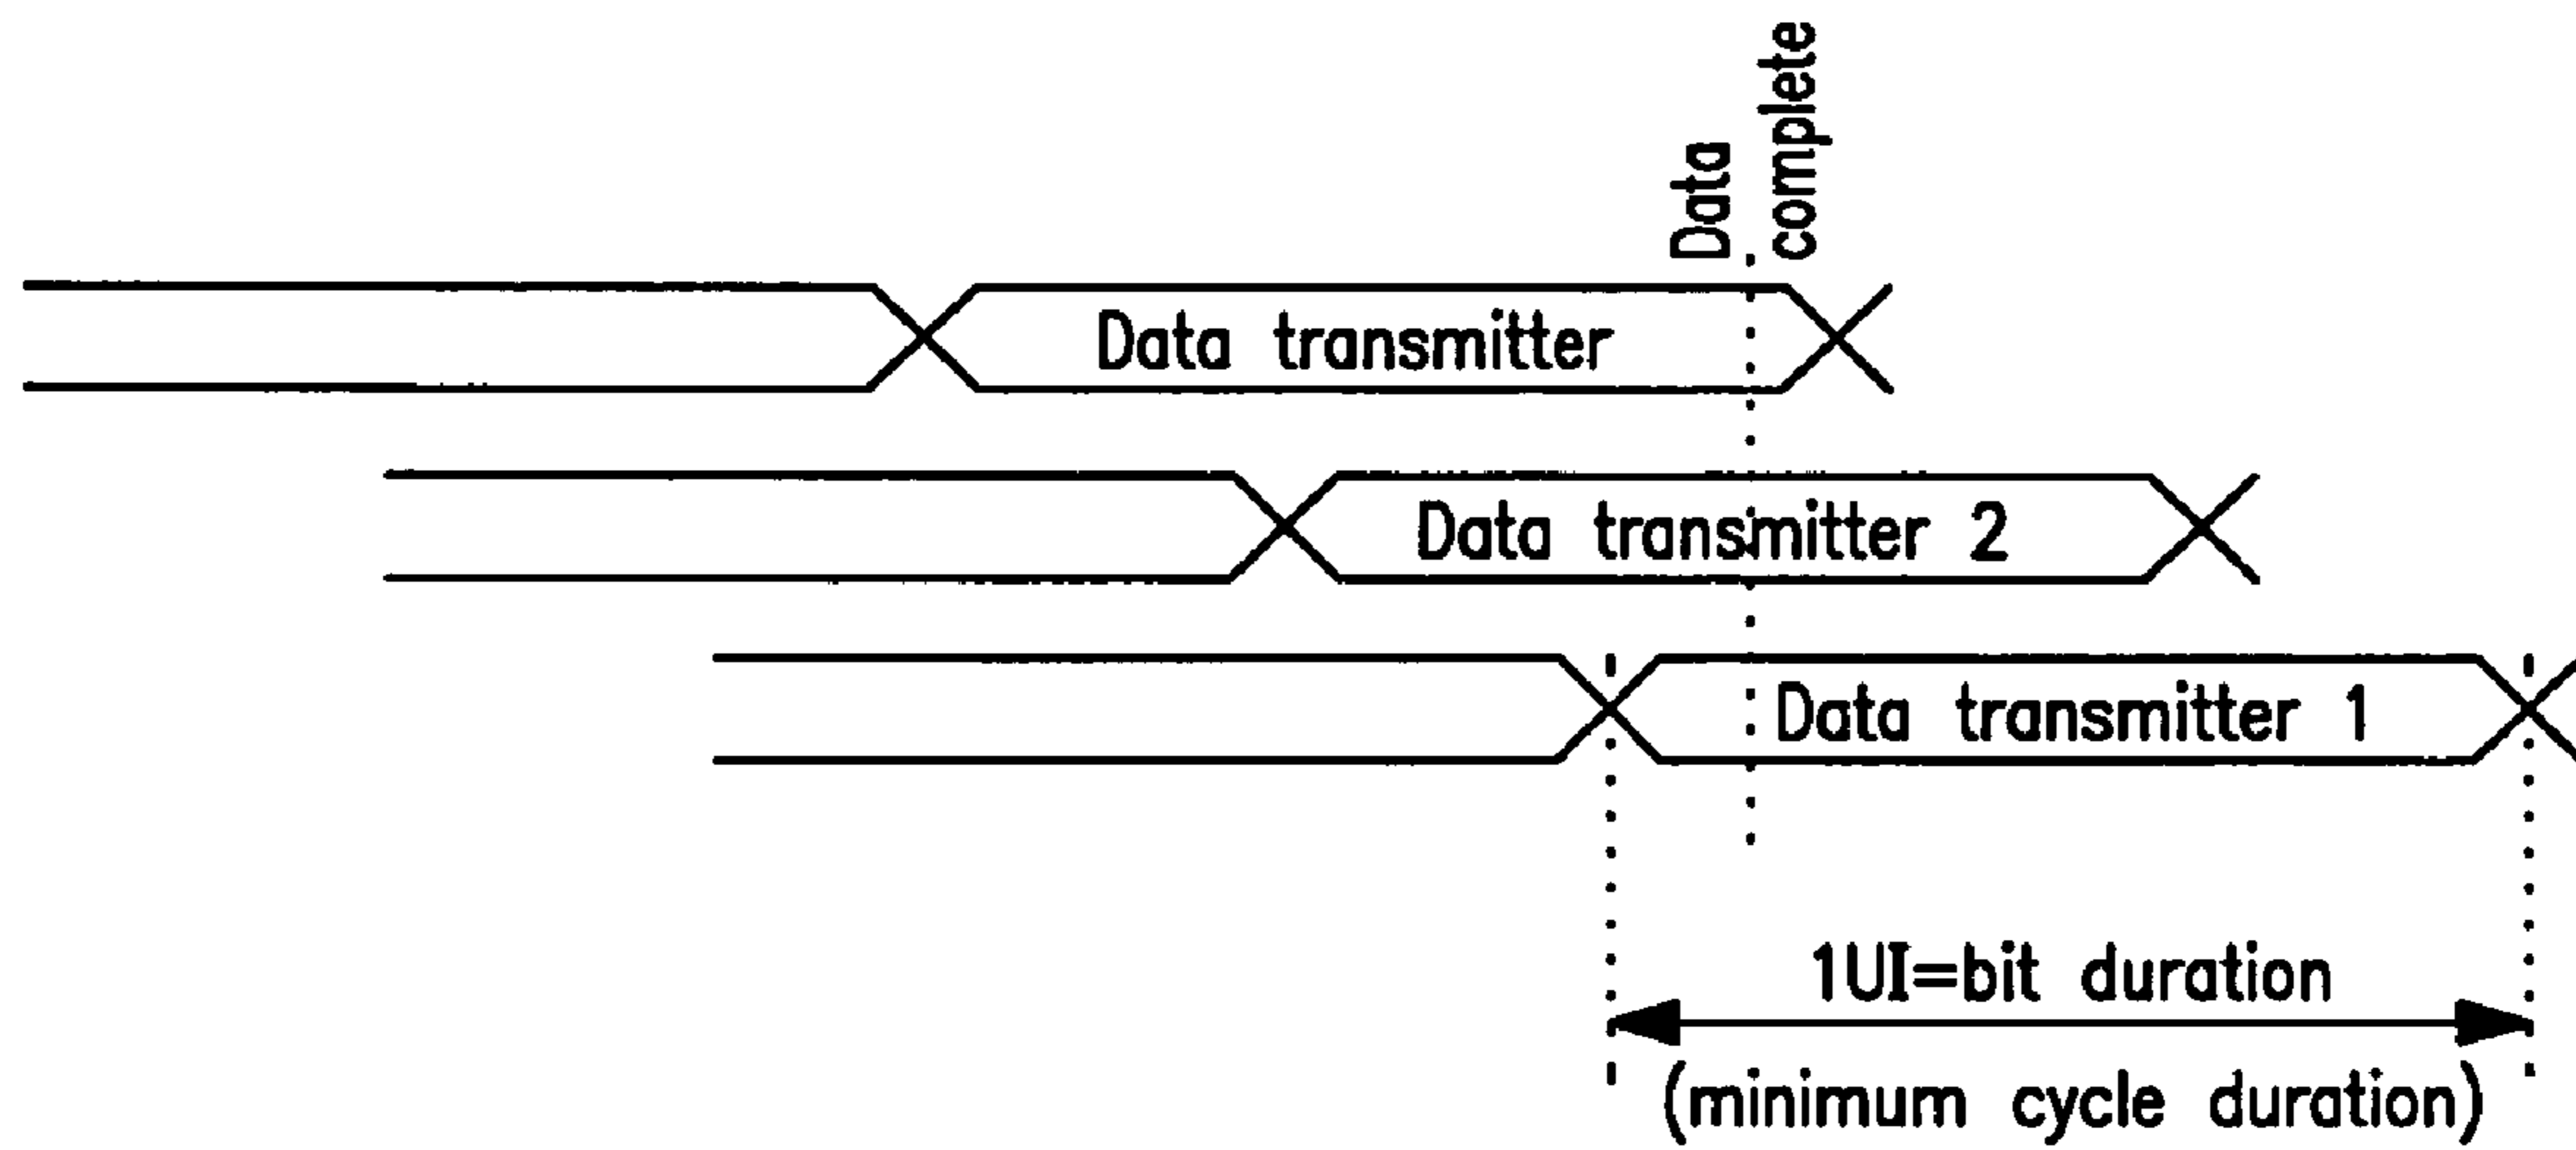 Data
complete
Data transmitter
Data transmitter 2
Data transmitter 1
1UI=bit duration
(minimum cycle duration)